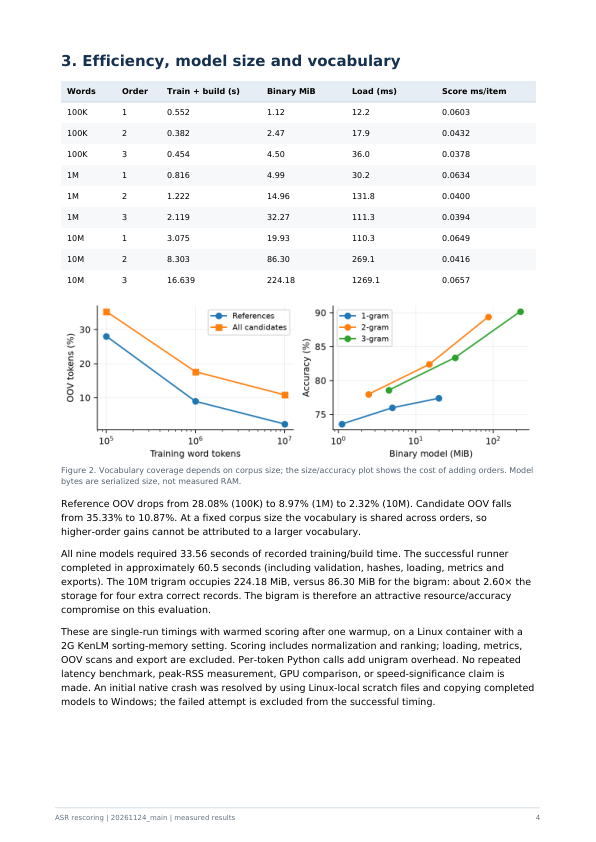 3. Efficiency, model size and vocabulary
Words Order Train + build (s) Binary MiB Load (ms) Score ms/item
100K 1 0.552 1.12 12.2 0.0603
100K 2 0.382 2.47 17.9 0.0432
100K 3 0.454 4.50 36.0 0.0378
1M 1 0.816 4.99 30.2 0.0634
1M 2 1.222 14.96 131.8 0.0400
1M 3 2.119 32.27 111.3 0.0394
10M 1 3.075 19.93 110.3 0.0649
10M 2 8.303 86.30 269.1 0.0416
10M 3 16.639 224.18 1269.1 0.0657
OOV tokens (%)
30
20
10
References
All candidates
10⁵ 10⁶ 10⁷
Training word tokens
Accuracy (%)
90
85
80
75
1-gram
2-gram
3-gram
10⁰ 10¹ 10²
Binary model (MiB)
Figure 2. Vocabulary coverage depends on corpus size; the size/accuracy plot shows the cost of adding orders. Model
bytes are serialized size, not measured RAM.
Reference OOV drops from 28.08% (100K) to 8.97% (1M) to 2.32% (10M). Candidate OOV falls
from 35.33% to 10.87%. At a fixed corpus size the vocabulary is shared across orders, so
higher-order gains cannot be attributed to a larger vocabulary.
All nine models required 33.56 seconds of recorded training/build time. The successful runner
completed in approximately 60.5 seconds (including validation, hashes, loading, metrics and
exports). The 10M trigram occupies 224.18 MiB, versus 86.30 MiB for the bigram: about 2.60× the
storage for four extra correct records. The bigram is therefore an attractive resource/accuracy
compromise on this evaluation.
These are single-run timings with warmed scoring after one warmup, on a Linux container with a
2G KenLM sorting-memory setting. Scoring includes normalization and ranking; loading, metrics,
OOV scans and export are excluded. Per-token Python calls add unigram overhead. No repeated
latency benchmark, peak-RSS measurement, GPU comparison, or speed-significance claim is
made. An initial native crash was resolved by using Linux-local scratch files and copying completed
models to Windows; the failed attempt is excluded from the successful timing.
ASR rescoring | 20261124_main | measured results 4